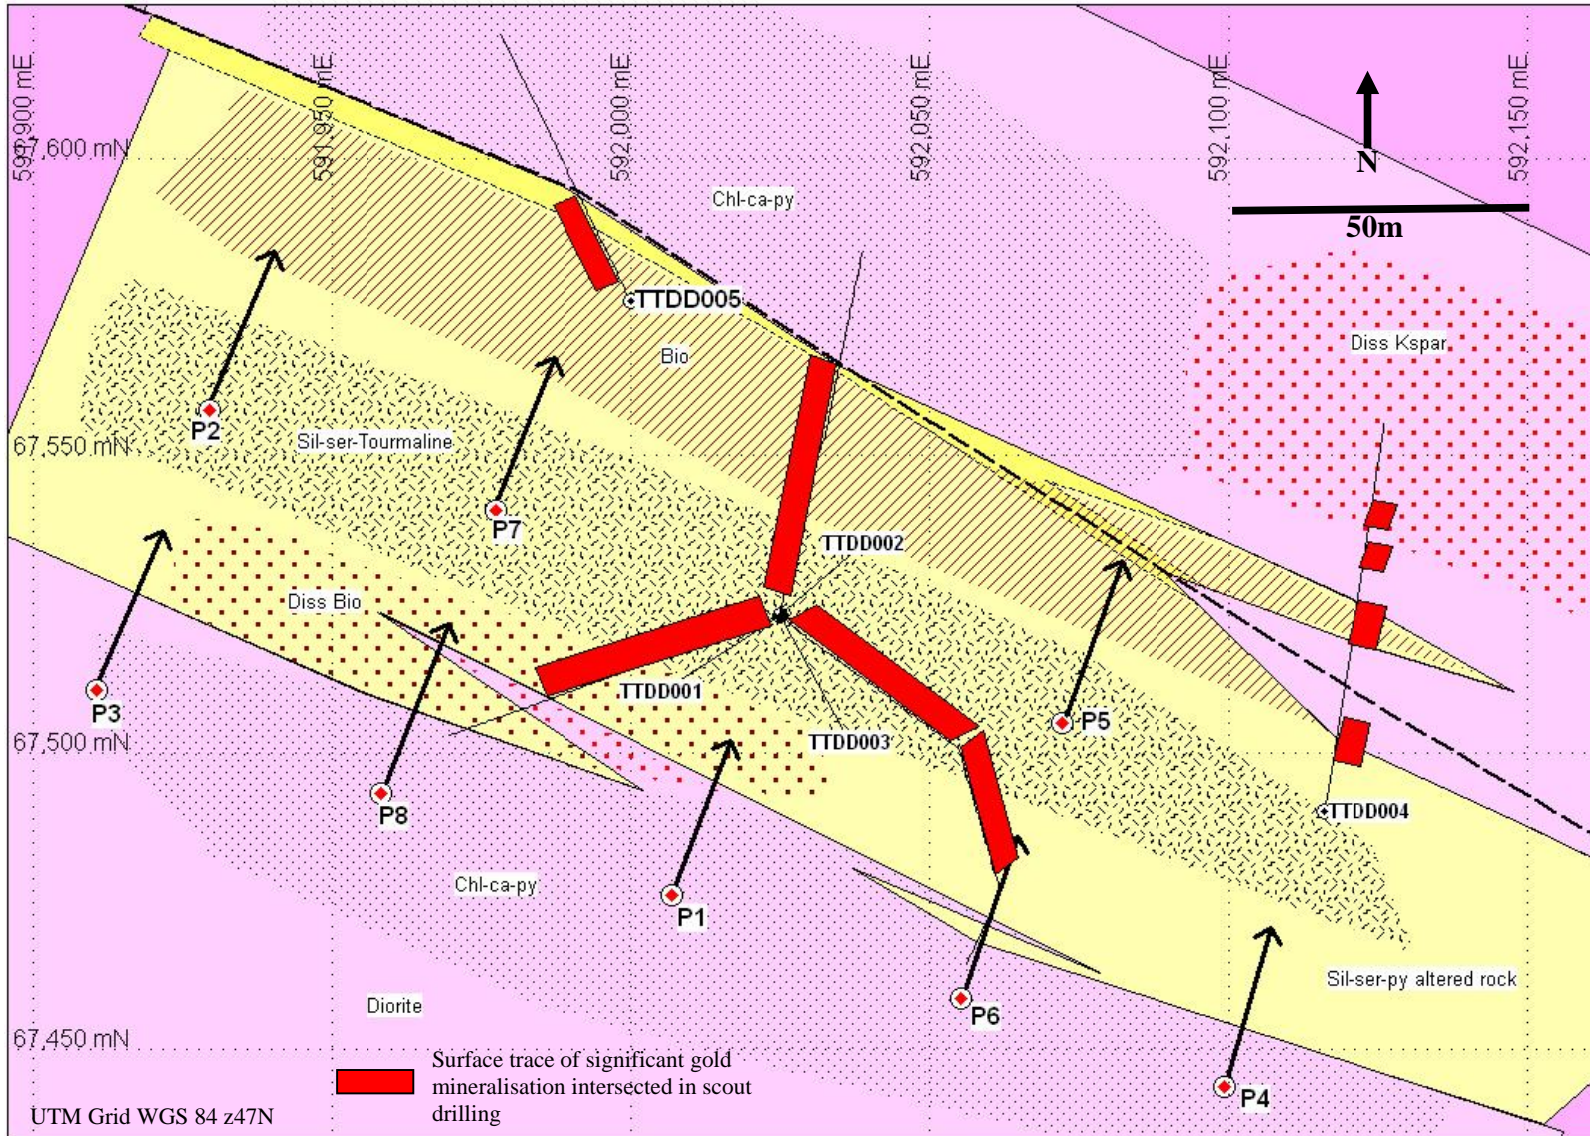 591,900 mE
591,950 mE
592,000 mE
592,050 mE
592,100 mE
592,150 mE
67,600 mN
N
Chl-ca-py
50m
TTDD005
Diss Kspar
Bio
P2
67,550 mN
Sil-ser-Tourmaline
P7
TTDD002
Diss Bio
TTDD001
P3
P5
67,500 mN
TTDD003
P8
TTDD004
Chl-ca-py
P1
Sil-ser-py altered rock
Diorite
P6
67,450 mN
P4
Surface trace of significant gold
mineralisation intersected in scout
drilling
UTM Grid WGS 84 z47N